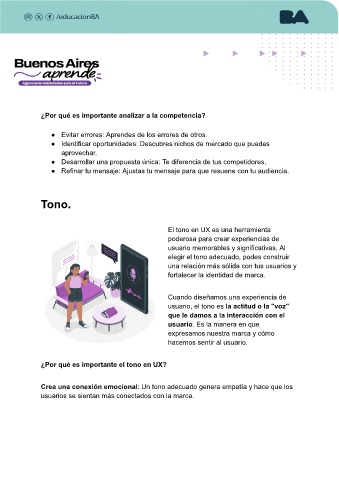 /educacionBA
BA
Buenos Aires
aprende
¿Por qué es importante analizar a la competencia?
● Evitar errores: Aprendes de los errores de otros.
● Identificar oportunidades: Descubres nichos de mercado que puedes
aprovechar.
● Desarrollar una propuesta única: Te diferencia de tus competidores.
● Refinar tu mensaje: Ajustas tu mensaje para que resuene con tu audiencia.
Tono.
El tono en UX es una herramienta
poderosa para crear experiencias de
usuario memorables y significativas. Al
elegir el tono adecuado, podes construir
una relación más sólida con tus usuarios y
fortalecer la identidad de marca.
Cuando diseñamos una experiencia de
usuario, el tono es la actitud o la "voz"
que le damos a la interacción con el
usuario. Es la manera en que
expresamos nuestra marca y cómo
hacemos sentir al usuario.
¿Por qué es importante el tono en UX?
Crea una conexión emocional: Un tono adecuado genera empatía y hace que los
usuarios se sientan más conectados con la marca.